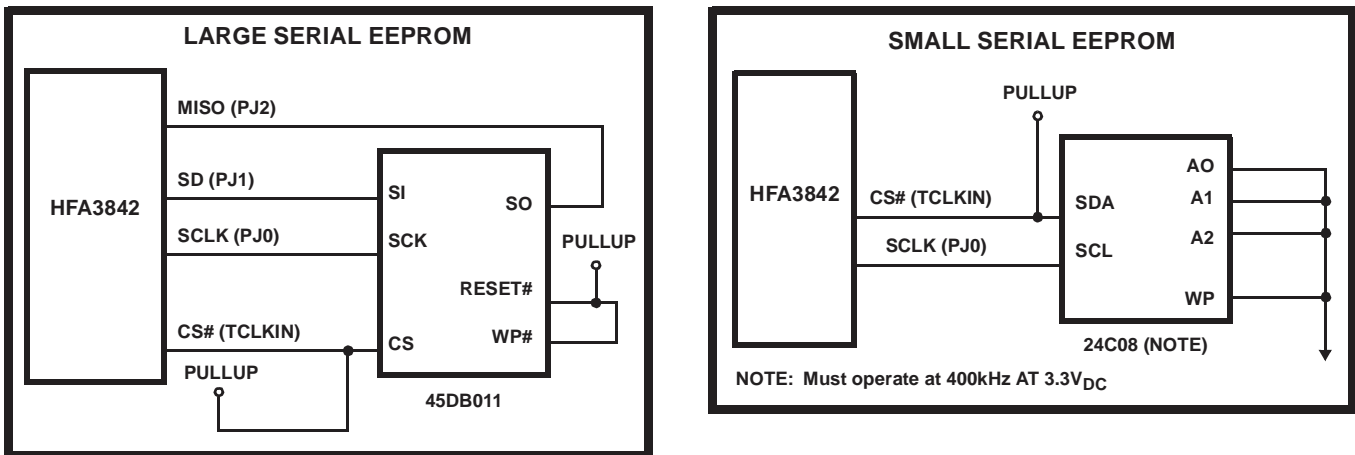 LARGE SERIAL EEPROM
HFA3842
MISO (PJ2)
SD (PJ1)
SCLK (PJ0)
CS# (TCLKIN)
PULLUP
SI
SCK
CS
SO
RESET#
WP#
PULLUP
45DB011
SMALL SERIAL EEPROM
HFA3842
PULLUP
CS# (TCLKIN)
SCLK (PJ0)
SDA
SCL
AO
A1
A2
WP
24C08 (NOTE)
NOTE: Must operate at 400kHz AT 3.3VDC